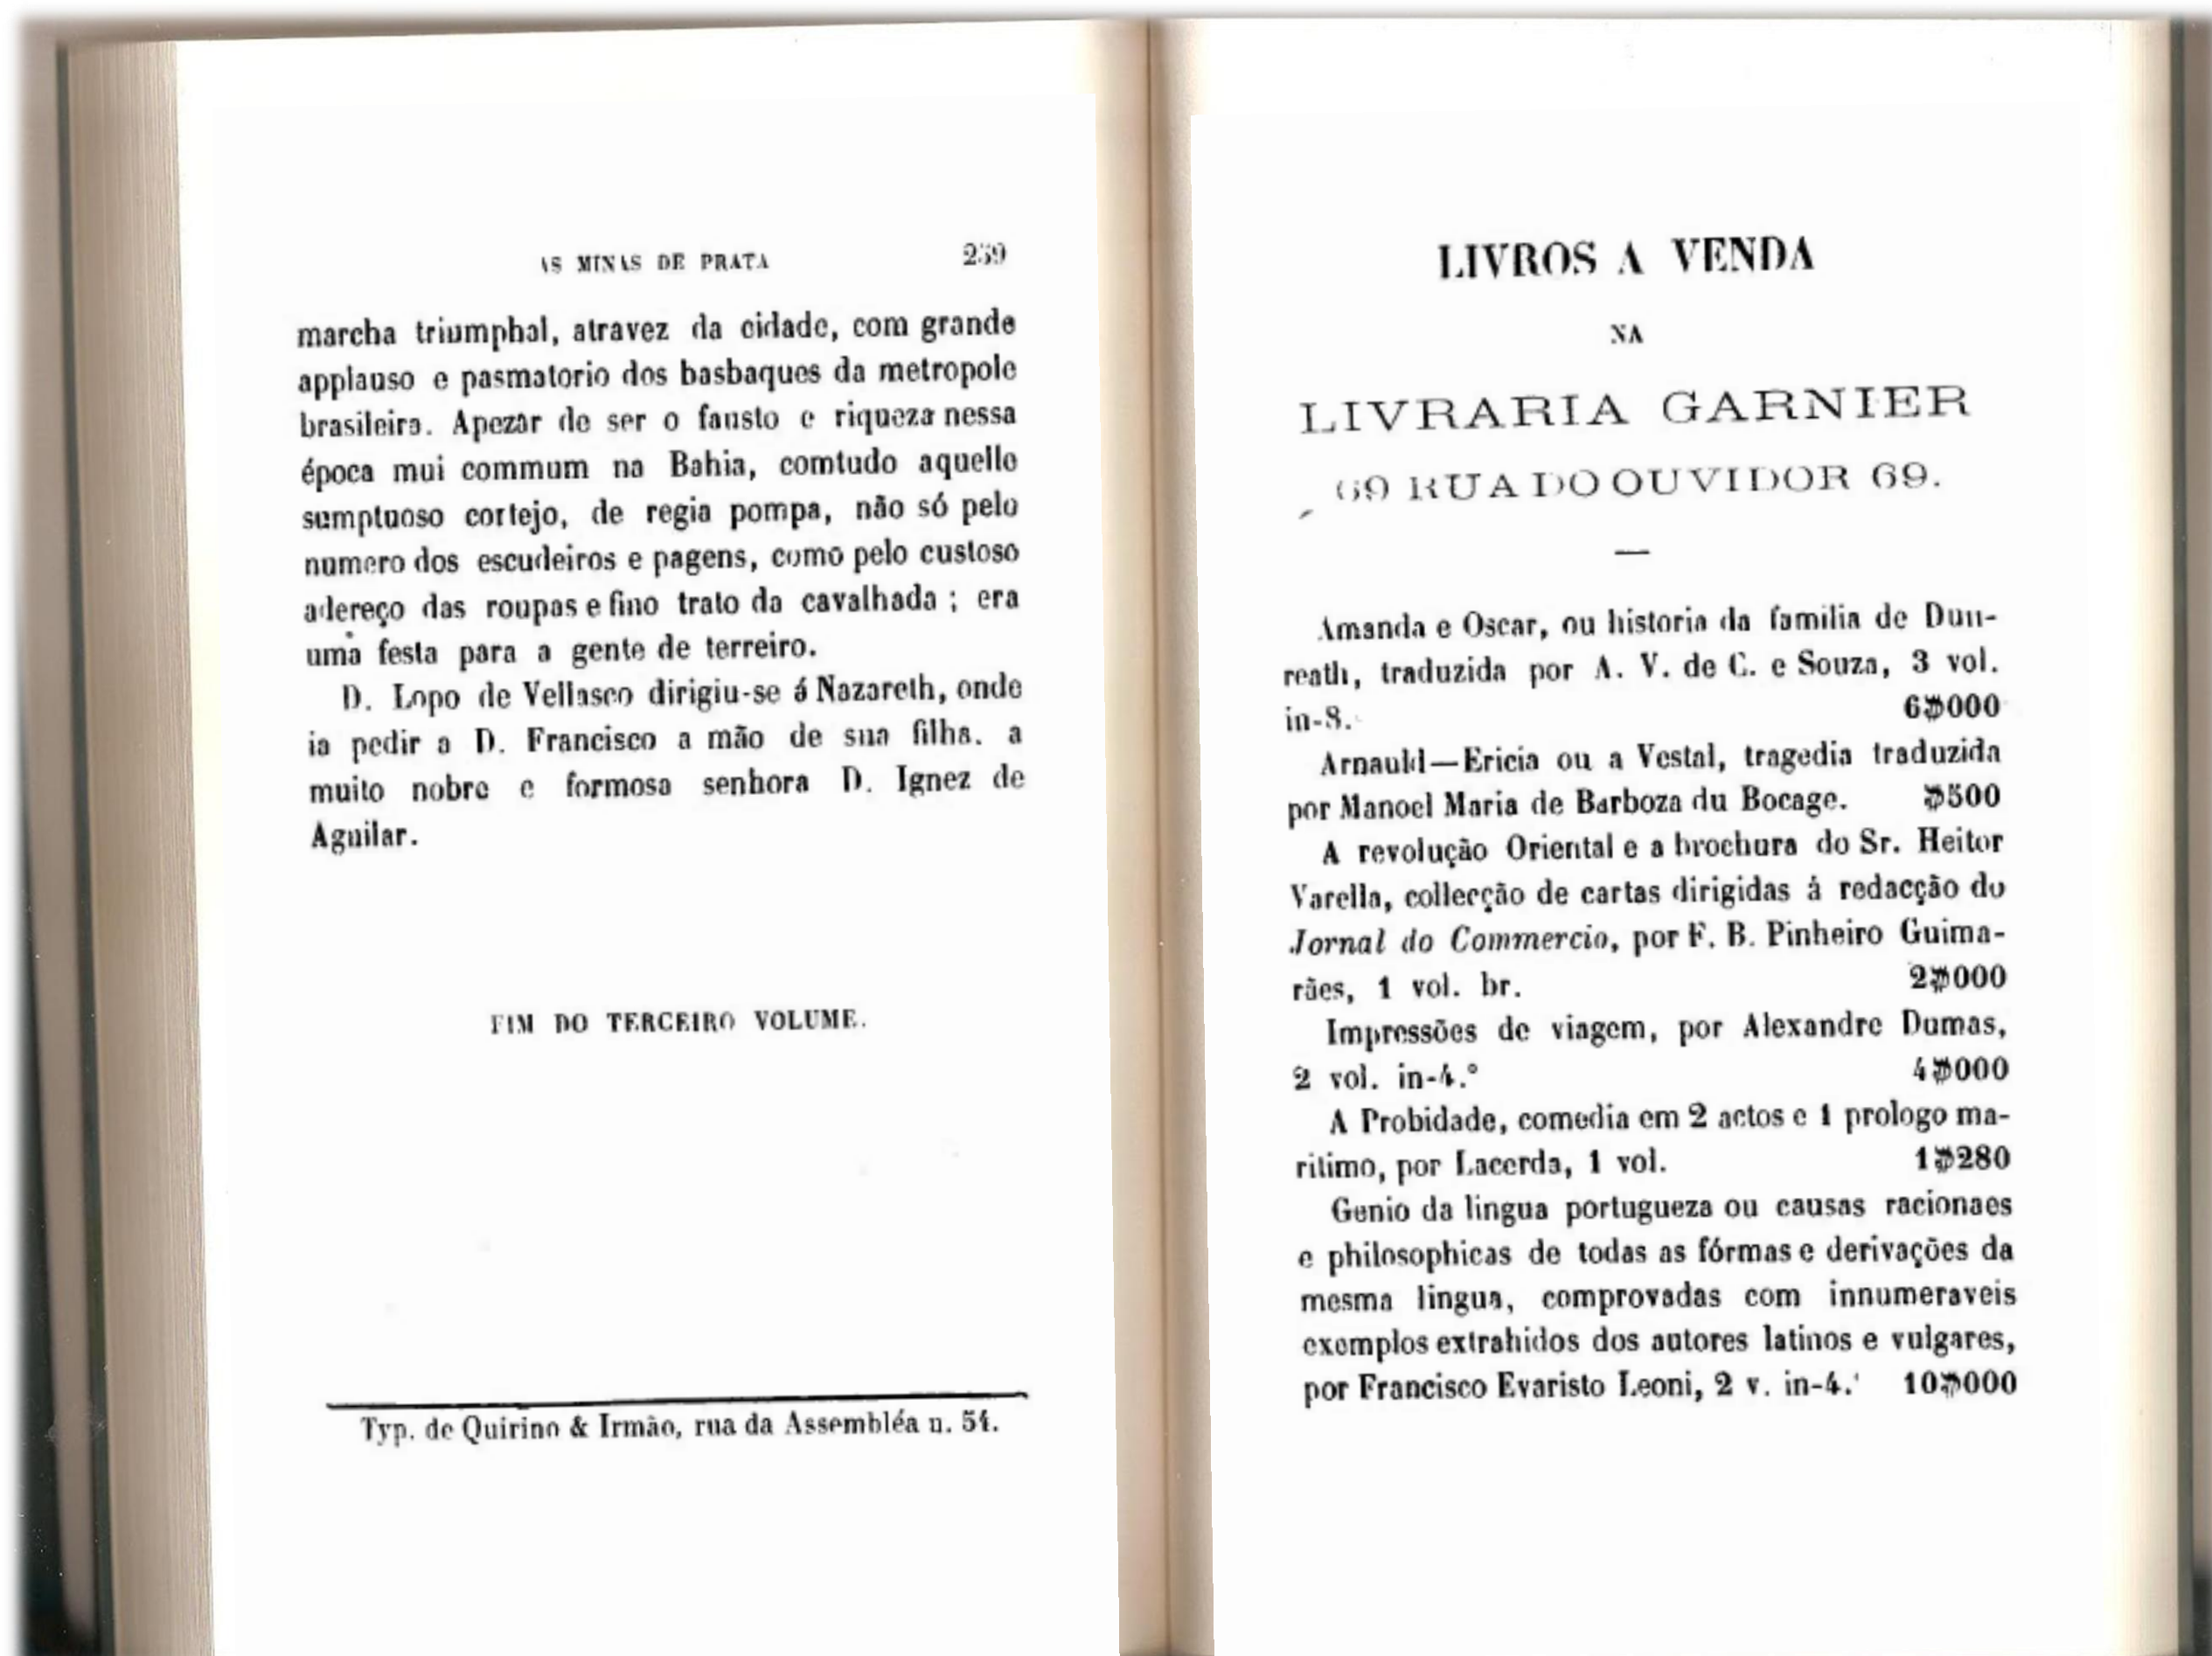 AS MINAS DE PRATA 259
marcha triumphal, atravez da cidade, com grande
applauso e pasmatorio dos basbaques da metropole
brasileira. Apezar de ser o fausto e riqueza nessa
época mui commum na Bahia, comtudo aquelle
sumptuoso cortejo, de regia pompa, não só pelo
numero dos escudeiros e pagens, como pelo custoso
adereço das roupas e fino trato da cavalhada ; era
uma festa para a gente de terreiro.
D. Lopo de Vellasco dirigiu-se á Nazareth, onde
ia pedir a D. Francisco a mão de sua filha. a
muito nobre e formosa senhora D. Ignez de
Aguilar.
FIM DO TERCEIRO VOLUME.
Typ. de Quirino & Irmão, rua da Assembléa n. 54.
LIVROS A VENDA
NA
LIVRARIA GARNIER
69 RUA DO OUVIDOR 69.
—
Amanda e Oscar, ou historia da familia de Dun-
reath, traduzida por A. V. de C. e Souza, 3 vol.
in-8. 6$000
Arnauld—Ericia ou a Vestal, tragedia traduzida
por Manoel Maria de Barboza du Bocage. $500
A revolução Oriental e a brochura do Sr. Heitor
Varella, collecção de cartas dirigidas á redacção do
Jornal do Commercio, por F. B. Pinheiro Guima-
rães, 1 vol. br. 2$000
Impressões de viagem, por Alexandre Dumas,
2 vol. in-4.° 4$000
A Probidade, comedia em 2 actos e 1 prologo ma-
ritimo, por Lacerda, 1 vol. 1$280
Genio da lingua portugueza ou causas racionaes
e philosophicas de todas as fórmas e derivações da
mesma lingua, comprovadas com innumeraveis
exemplos extrahidos dos autores latinos e vulgares,
por Francisco Evaristo Leoni, 2 v. in-4.° 10$000